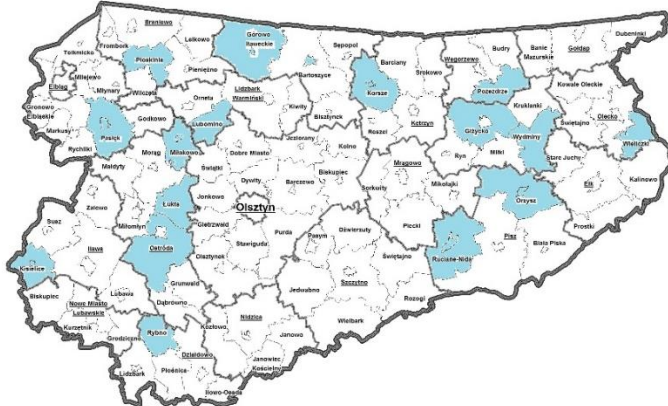 Braniewo
Górowo
Iławeckie
Dubeninki
Frombork
Lelkowo
Sępopol
Budry
Banie
Mazurskie
Gołdap
Tolkmicko
Płoskinia
Pieniężno
Bartoszyce
Barciany
Srokowo
Węgorzewo
Elbląg
Milejewo
Młynary
Wilczęta
Orneta
Lidzbark
Warmiński
Korsze
Pozezdrze
Kowale Oleckie
Gronowo
Elbląskie
Godkowo
Lubomino
Kiwity
Bisztynek
Kruklanki
Markusy
Pasłęk
Reszel
Kętrzyn
Giżycko
Wydminy
Świętajno
Olecko
Wieliczki
Rychliki
Miłakowo
Jeziorany
Kolno
Małdyty
Morąg
Świątki
Dobre Miasto
Mrągowo
Ryn
Miłki
Stare Juchy
Dywity
Barczewo
Biskupiec
Sorkwity
Mikołajki
Ełk
Kalinowo
Zalewo
Łukta
Jonkowo
Olsztyn
Orzysz
Susz
Miłomłyn
Gietrzwałd
Purda
Pasym
Dźwierzuty
Piecki
Prostki
Iława
Ostróda
Stawiguda
Pisz
Biała Piska
Kisielice
Olsztynek
Świętajno
Ruciane-Nida
Biskupiec
Nowe Miasto
Lubawskie
Lubawa
Grunwald
Jedwabno
Szczytno
Rozogi
Dąbrówno
Kurzętnik
Grodziczno
Rybno
Kozłowo
Nidzica
Wielbark
Działdowo
Janowo
Lidzbark
Płośnica
Janowiec
Kościelny
Iłowo-Osada